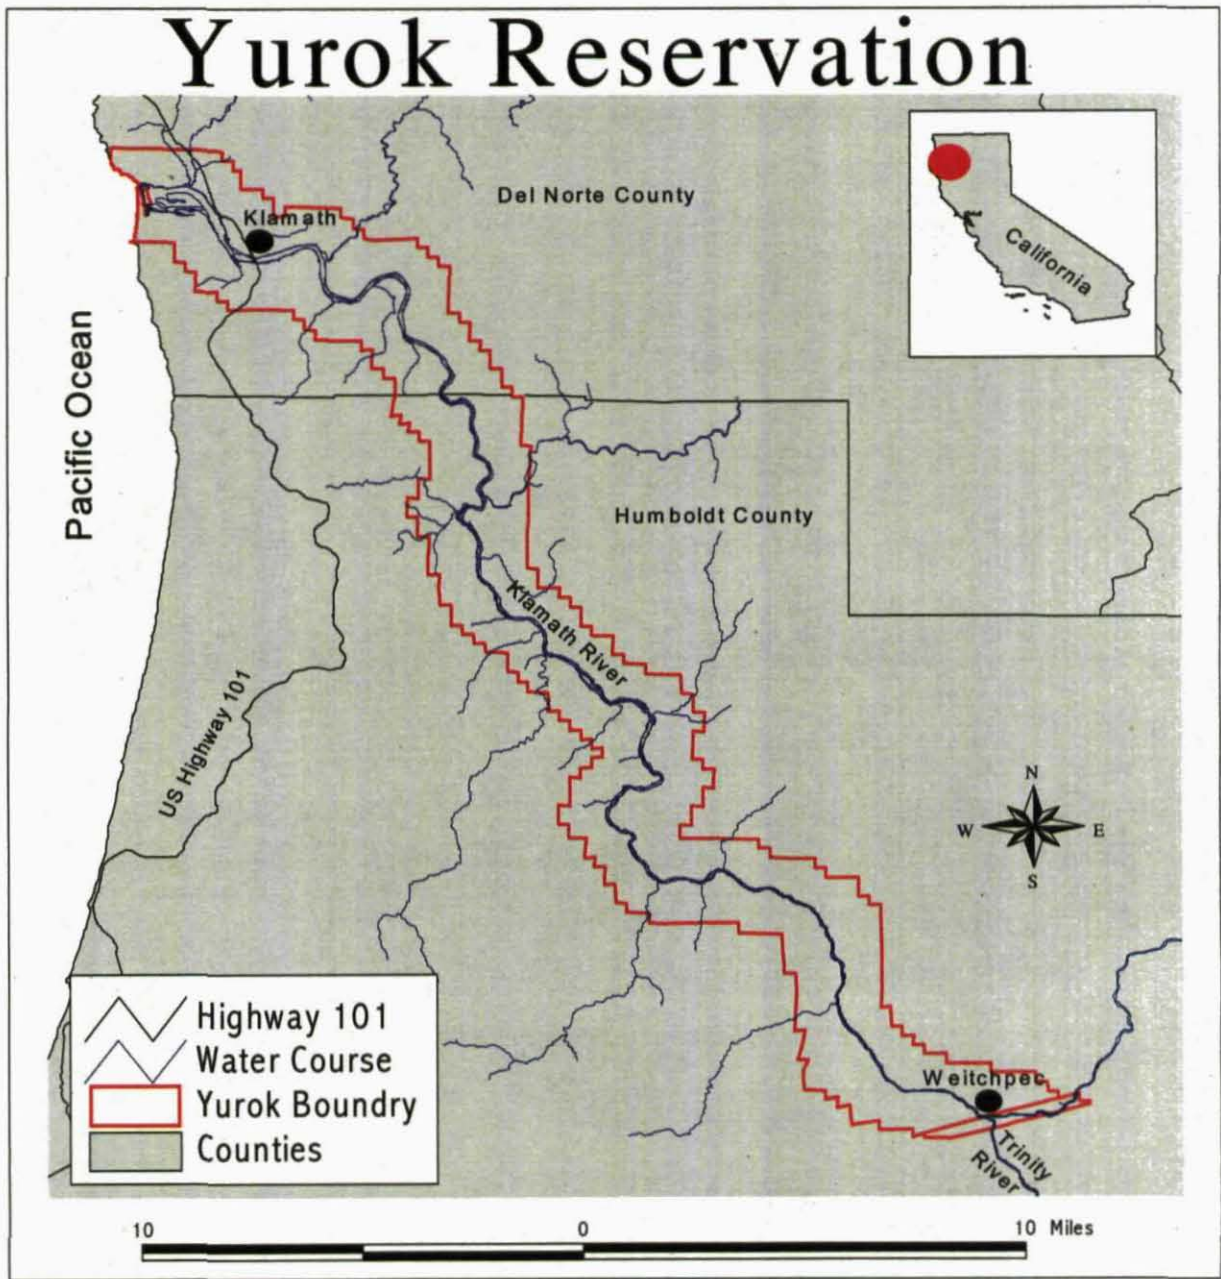 Yurok Reservation
Del Norte County
Klamath
California
Pacific Ocean
Humboldt County
Klamath River
US Highway 101
N
W
E
S
Highway 101
Water Course
Yurok Boundry
Counties
Weitchpec
Trinity
River
10
0
10 Miles